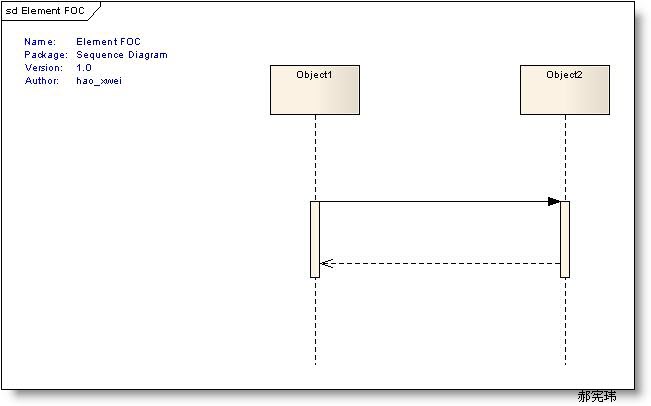 sd Element FOC
Name: Element FOC
Package: Sequence Diagram
Version: 1.0
Author: hao_xwei
Object1
Object2
郝宪玮